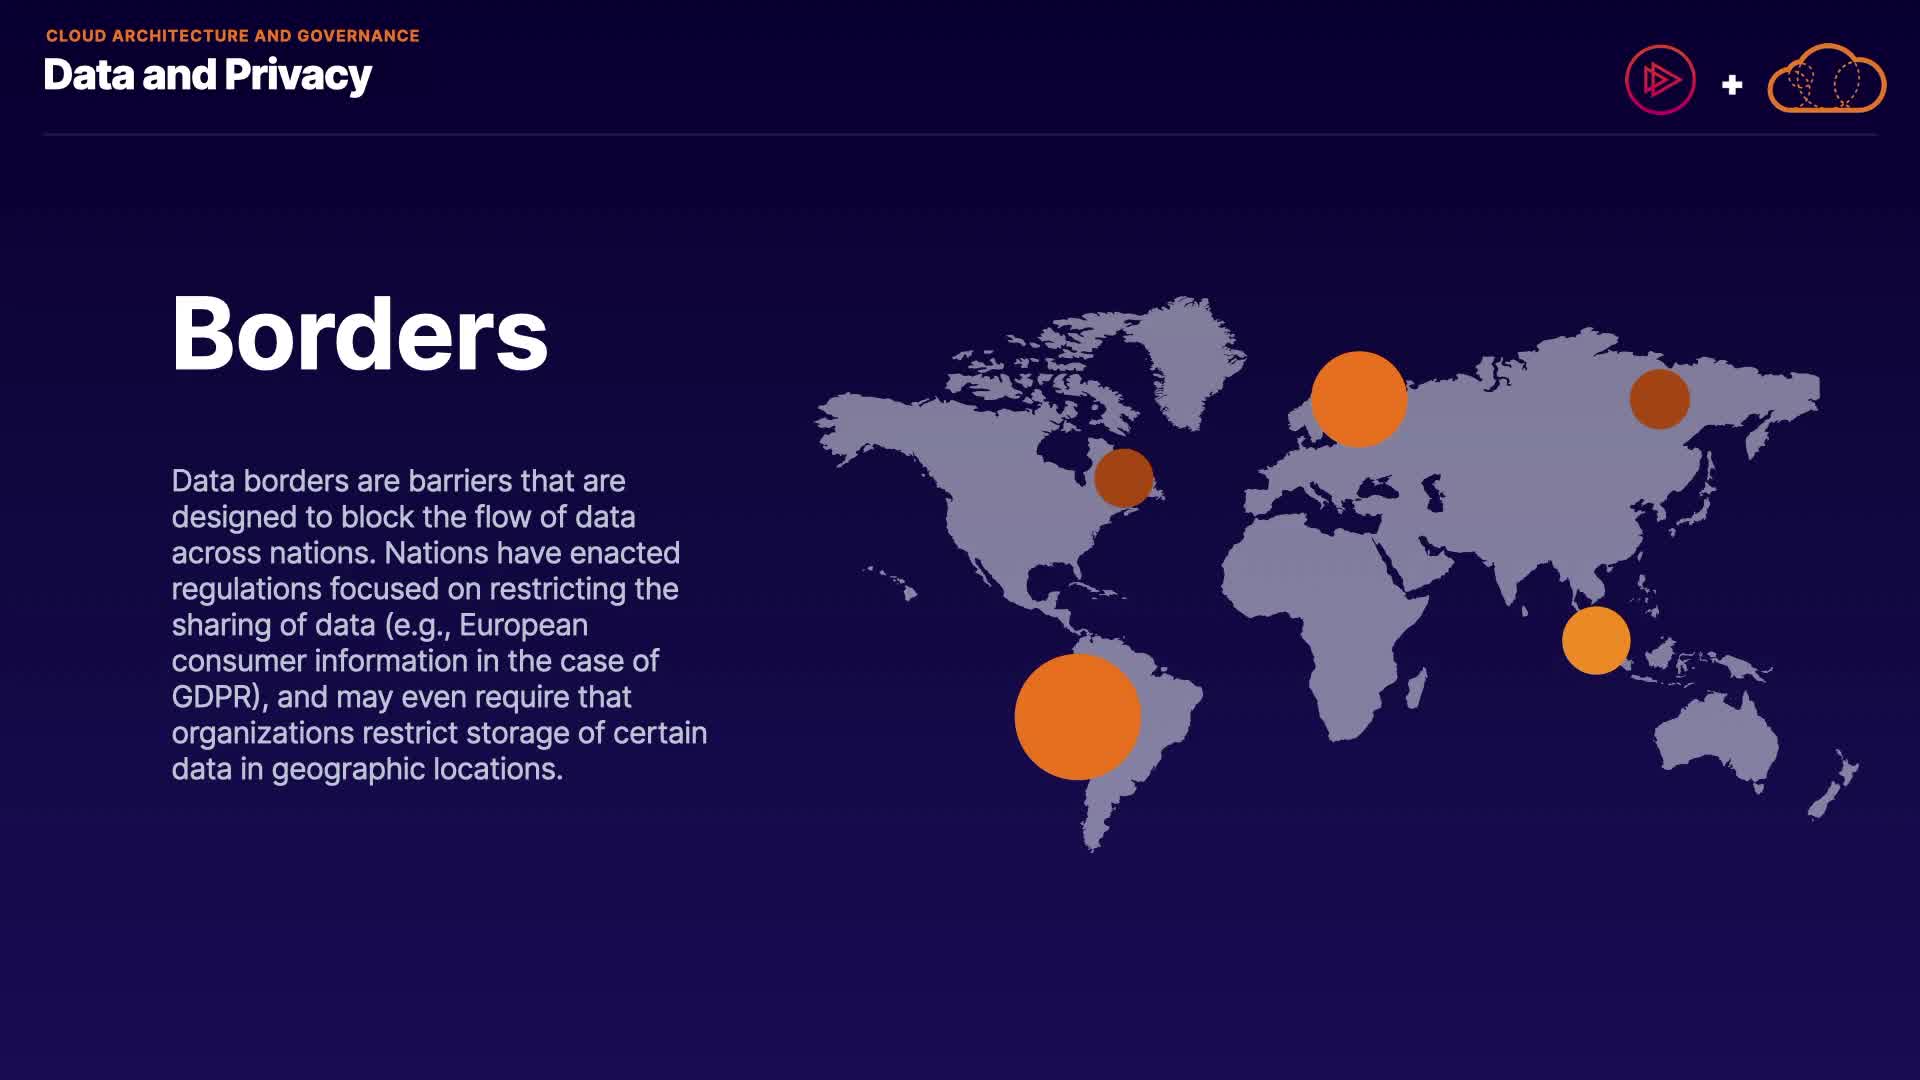 CLOUD ARCHITECTURE AND GOVERNANCE
Data and Privacy
Borders
Data borders are barriers that are
designed to block the flow of data
across nations. Nations have enacted
regulations focused on restricting the
sharing of data (e.g., European
consumer information in the case of
GDPR), and may even require that
organizations restrict storage of certain
data in geographic locations.